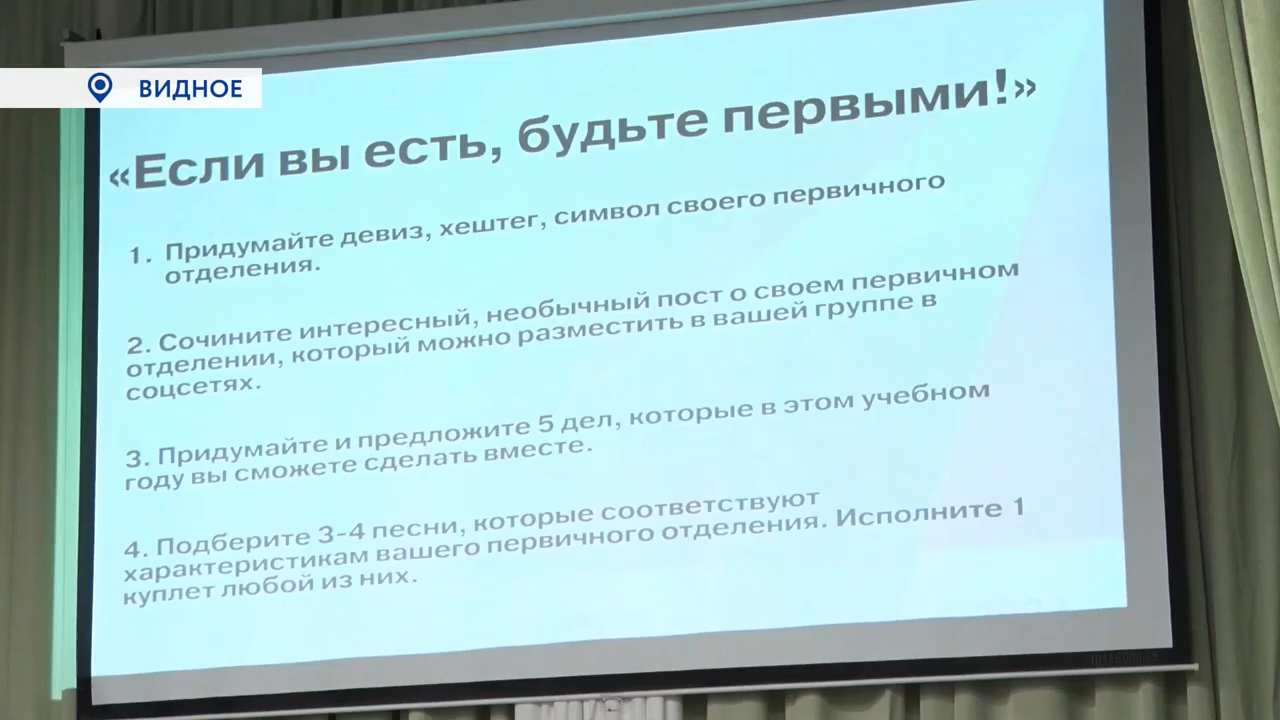 ВИДНОЕ
«Если вы есть, будьте первыми!»
1. Придумайте девиз, хештег, символ своего первичного
отделения.
2. Сочините интересный, необычный пост о своем первичном
отделении, который можно разместить в вашей группе в
соцсетях.
3. Придумайте и предложите 5 дел, которые в этом учебном
году вы сможете сделать вместе.
4. Подберите 3-4 песни, которые соответствуют
характеристикам вашего первичного отделения. Исполните 1
куплет любой из них.